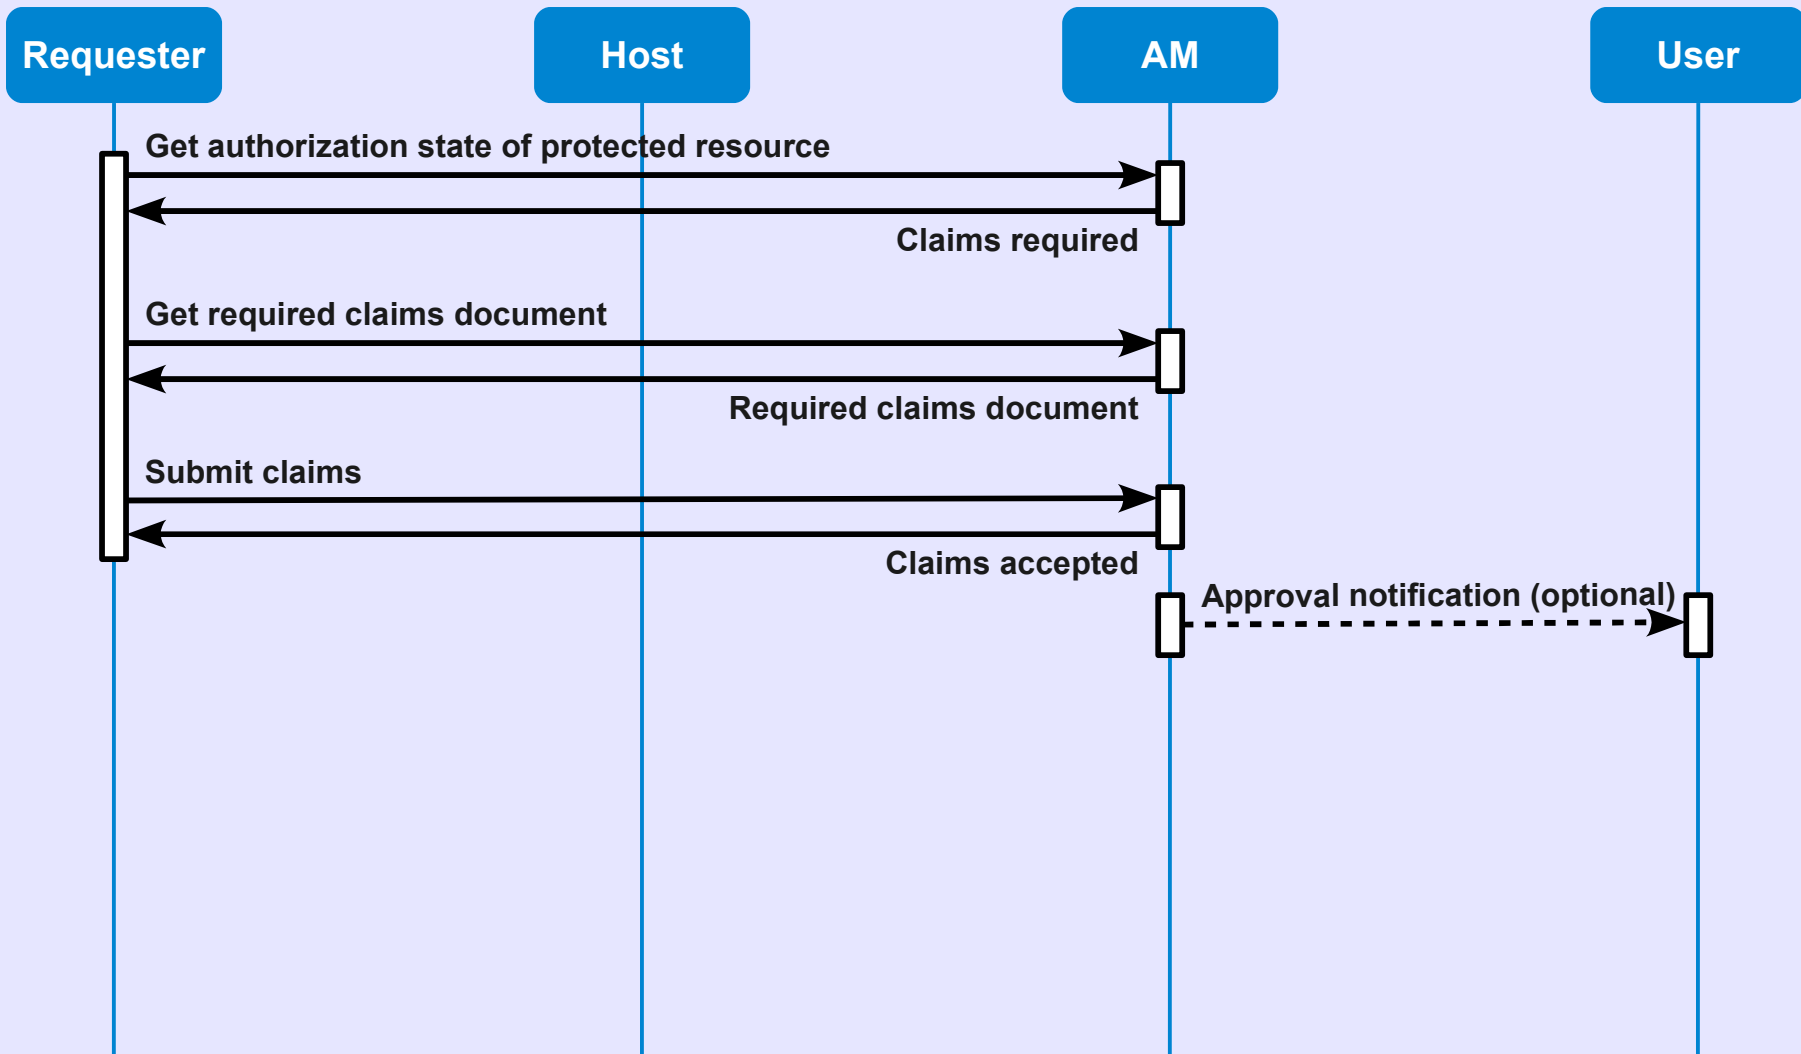 Requester
Host
AM
User
Get authorization state of protected resource
Claims required
Get required claims document
Required claims document
Submit claims
Claims accepted
Approval notification (optional)